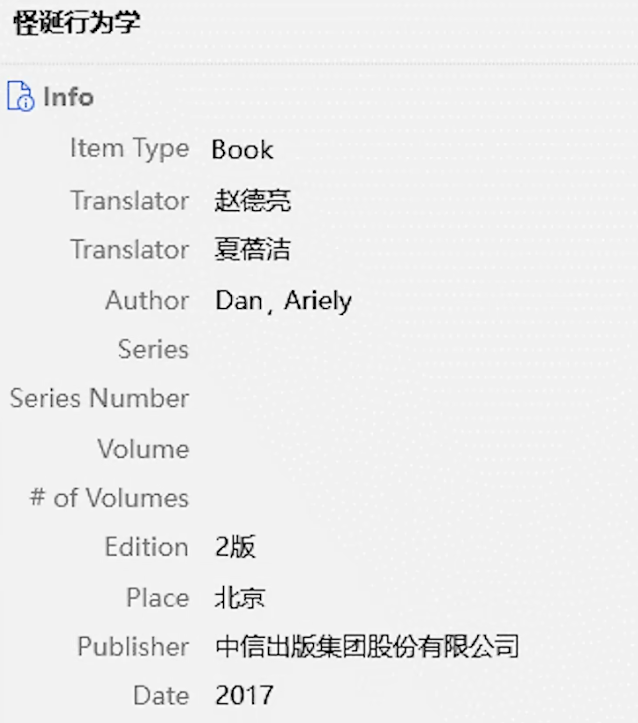 怪诞行为学
Info
Item Type Book
Translator 赵德亮
Translator 夏蓓洁
Author Dan, Ariely
Series
Series Number
Volume
# of Volumes
Edition 2版
Place 北京
Publisher 中信出版集团股份有限公司
Date 2017